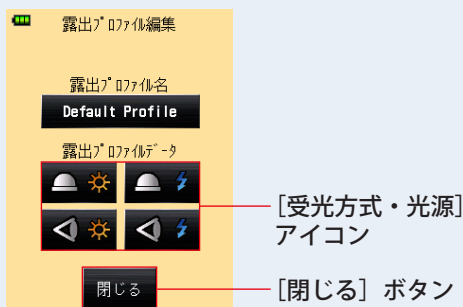 露出ﾌﾟﾛﾌｧｲﾙ編集
露出ﾌﾟﾛﾌｧｲﾙ名
Default Profile
露出ﾌﾟﾛﾌｧｲﾙﾃﾞｰﾀ
[受光方式・光源]
アイコン
閉じる
[閉じる] ボタン